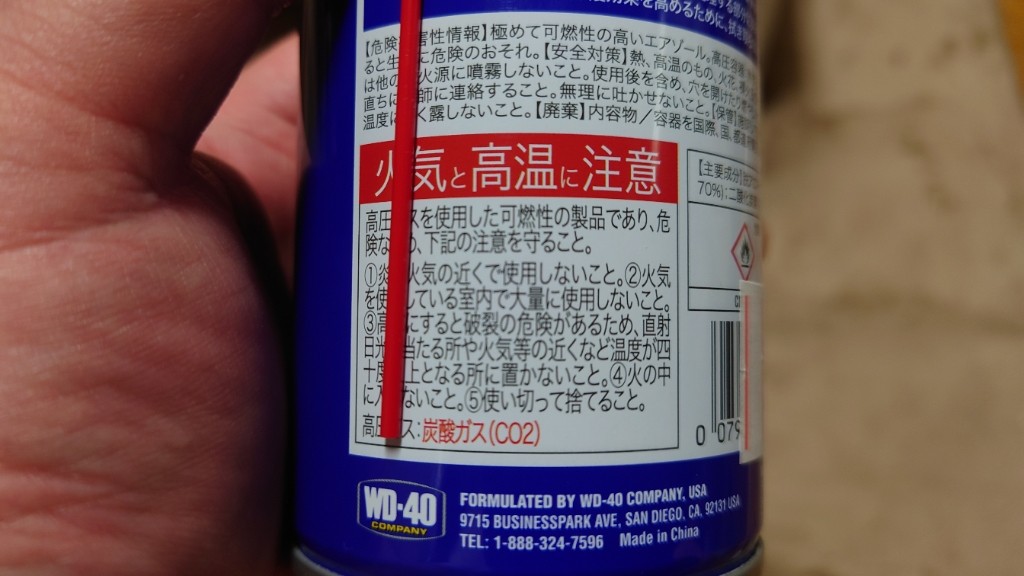 効果を高めるために、
【危険 害性情報】極めて可燃性の高いエアゾール。高圧
ると生 に危険のおそれ。【安全対策】熱、高温のもの、火花、
は他の 火源に噴霧しないこと。使用後を含め、穴を開けたり
直ちに 師に連絡すること。無理に吐かせないこと。【保管】
温度に く露しないこと。【廃棄】内容物／容器を国際、国、
火気と高温に注意
高圧 スを使用した可燃性の製品であり、危
険な め、下記の注意を守ること。
①炎 火気の近くで使用しないこと。②火気
を使 している室内で大量に使用しないこと。
③高 にすると破裂の危険があるため、直射
日光 当たる所や火気等の近くなど温度が四
十度 上となる所に置かないこと。④火の中
に入 ないこと。⑤使い切って捨てること。
高圧 ス：炭酸ガス(CO2)
【主要成分
70%)：二
0 079
WD-40
COMPANY
FORMULATED BY WD-40 COMPANY, USA
9715 BUSINESSPARK AVE, SAN DIEGO, CA, 92131 USA
TEL: 1-888-324-7596 Made in China